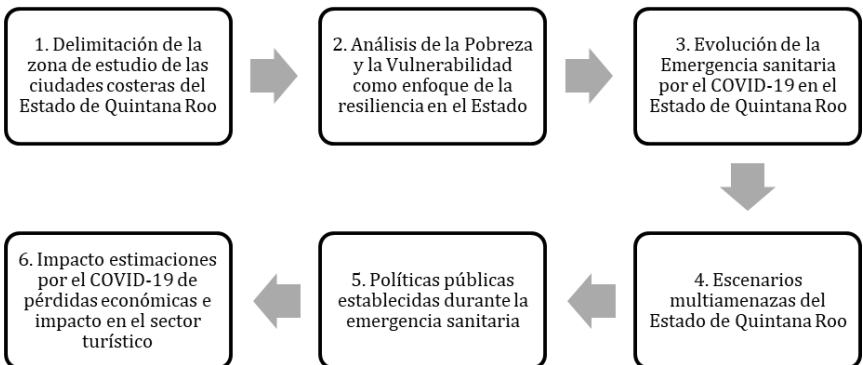 1. Delimitación de la
zona de estudio de las
ciudades costeras del
Estado de Quintana Roo
2. Análisis de la Pobreza
y la Vulnerabilidad
como enfoque de la
resiliencia en el Estado
3. Evolución de la
Emergencia sanitaria
por el COVID-19 en el
Estado de Quintana Roo
4. Escenarios
multiamenazas del
Estado de Quintana Roo
5. Políticas públicas
establecidas durante la
emergencia sanitaria
6. Impacto estimaciones
por el COVID-19 de
pérdidas económicas e
impacto en el sector
turístico